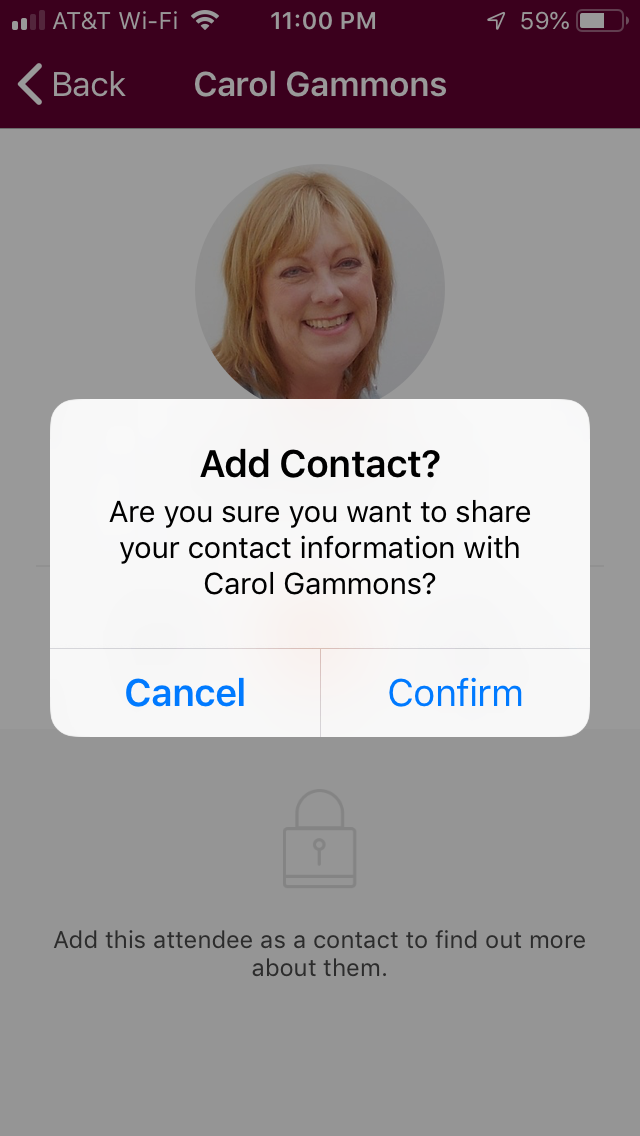 AT&T Wi-Fi 11:00 PM 59%
Back Carol Gammons
Add Contact?
Are you sure you want to share
your contact information with
Carol Gammons?
Cancel Confirm
Add this attendee as a contact to find out more
about them.